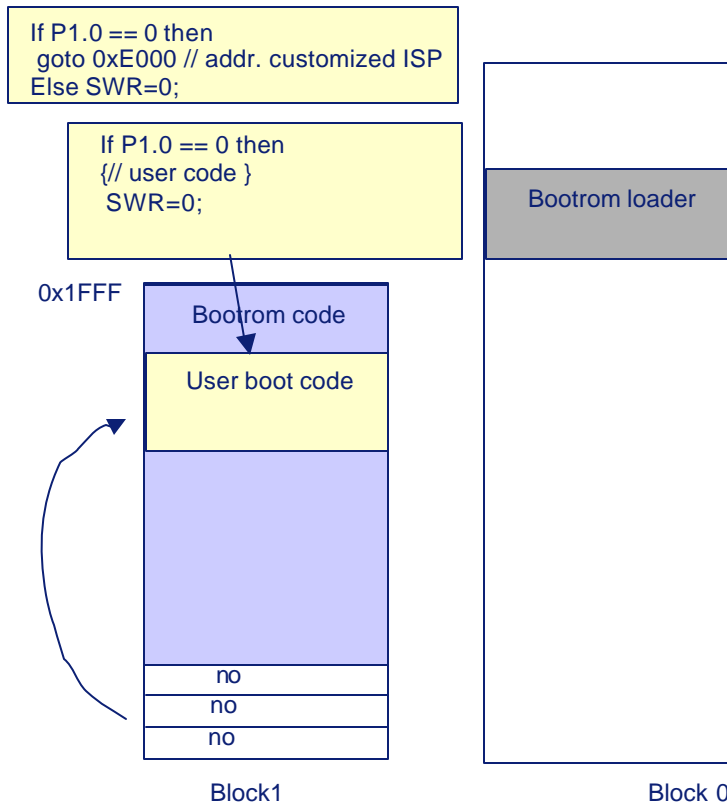 If P1.0 == 0 then
goto 0xE000 // addr. customized ISP
Else SWR=0;
If P1.0 == 0 then
{// user code }
SWR=0;
Bootrom loader
0x1FFF
Bootrom code
User boot code
no
no
no
Block1
Block 0